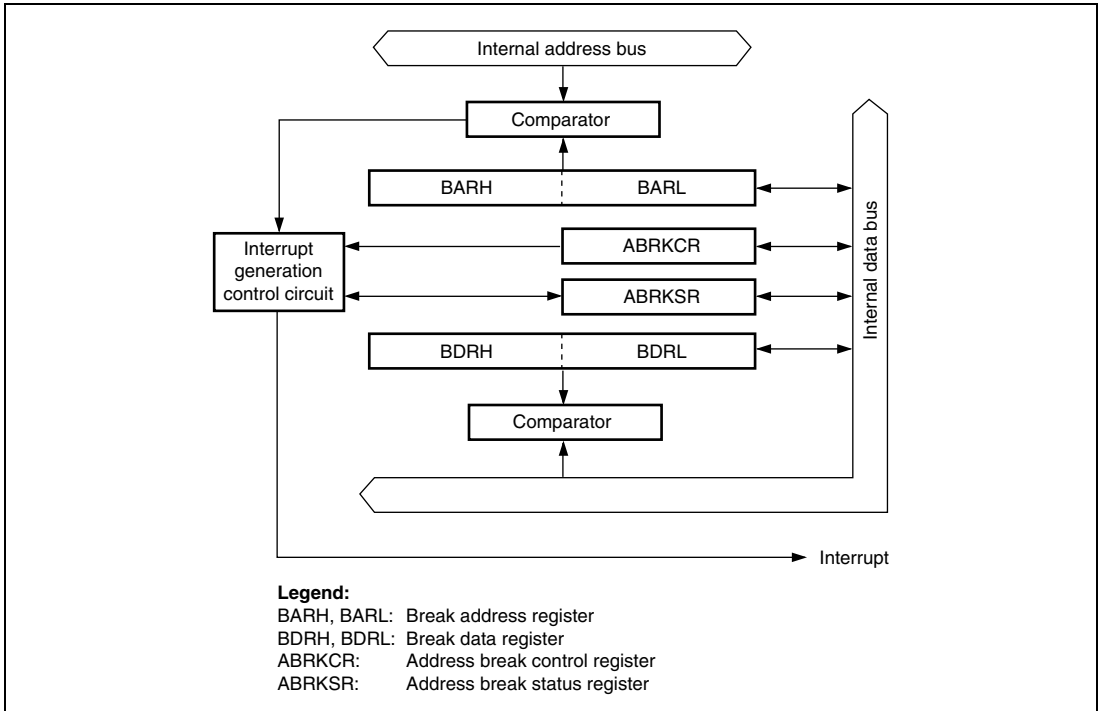 Internal address bus
Comparator
BARH BARL
Interrupt
generation
control circuit
ABRKCR
ABRKSR
Internal data bus
BDRH BDRL
Comparator
Interrupt
Legend:
BARH, BARL: Break address register
BDRH, BDRL: Break data register
ABRKCR: Address break control register
ABRKSR: Address break status register